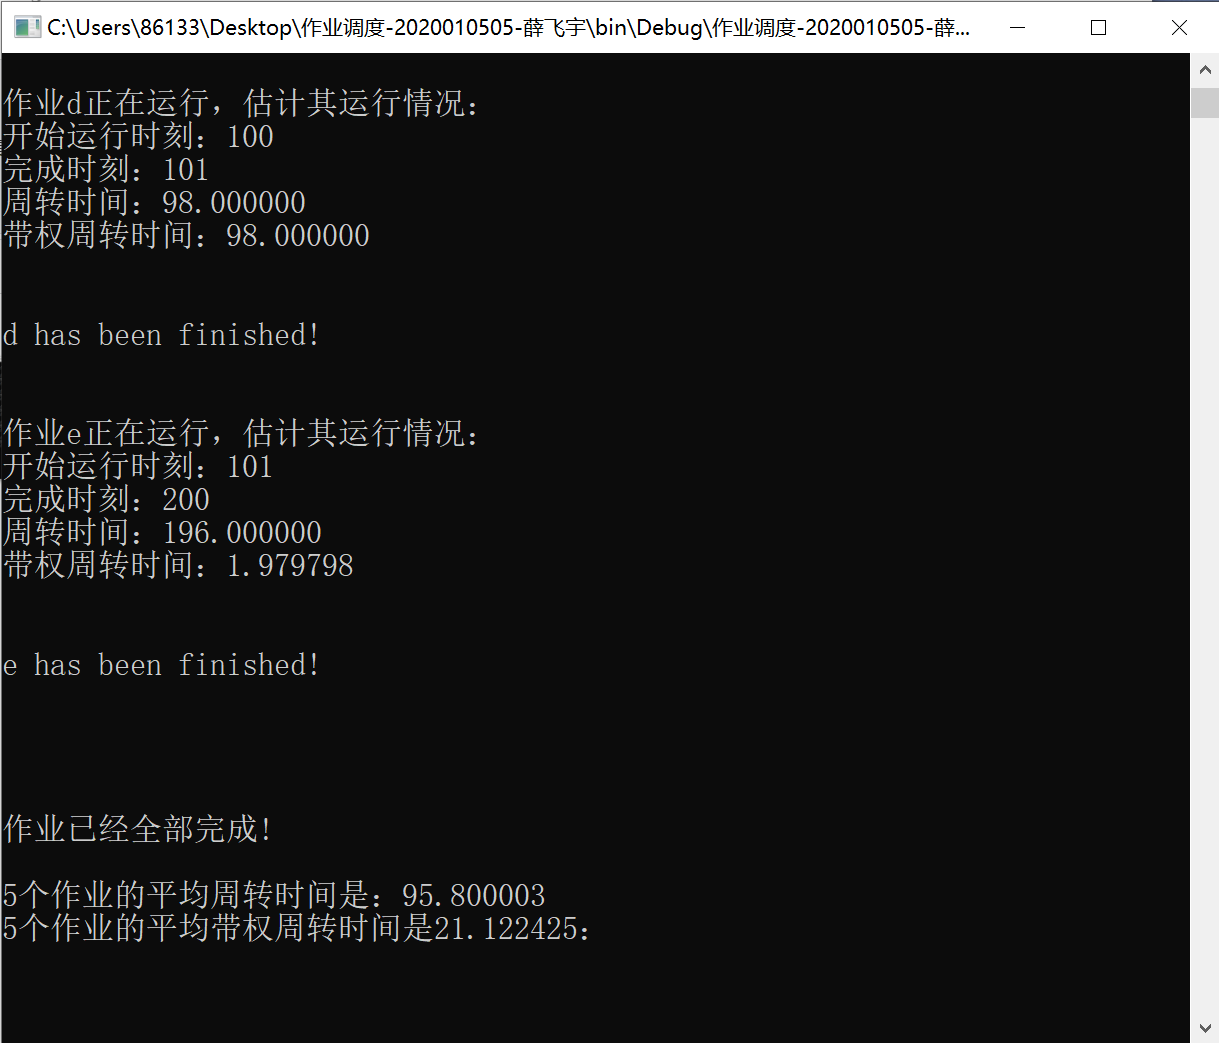 C:\Users\86133\Desktop\作业调度-2020010505-薛飞宇\bin\Debug\作业调度-2020010505-薛...
作业d正在运行，估计其运行情况：
开始运行时刻：100
完成时刻：101
周转时间：98.000000
带权周转时间：98.000000
d has been finished!
作业e正在运行，估计其运行情况：
开始运行时刻：101
完成时刻：200
周转时间：196.000000
带权周转时间：1.979798
e has been finished!
作业已经全部完成!
5个作业的平均周转时间是：95.800003
5个作业的平均带权周转时间是21.122425：